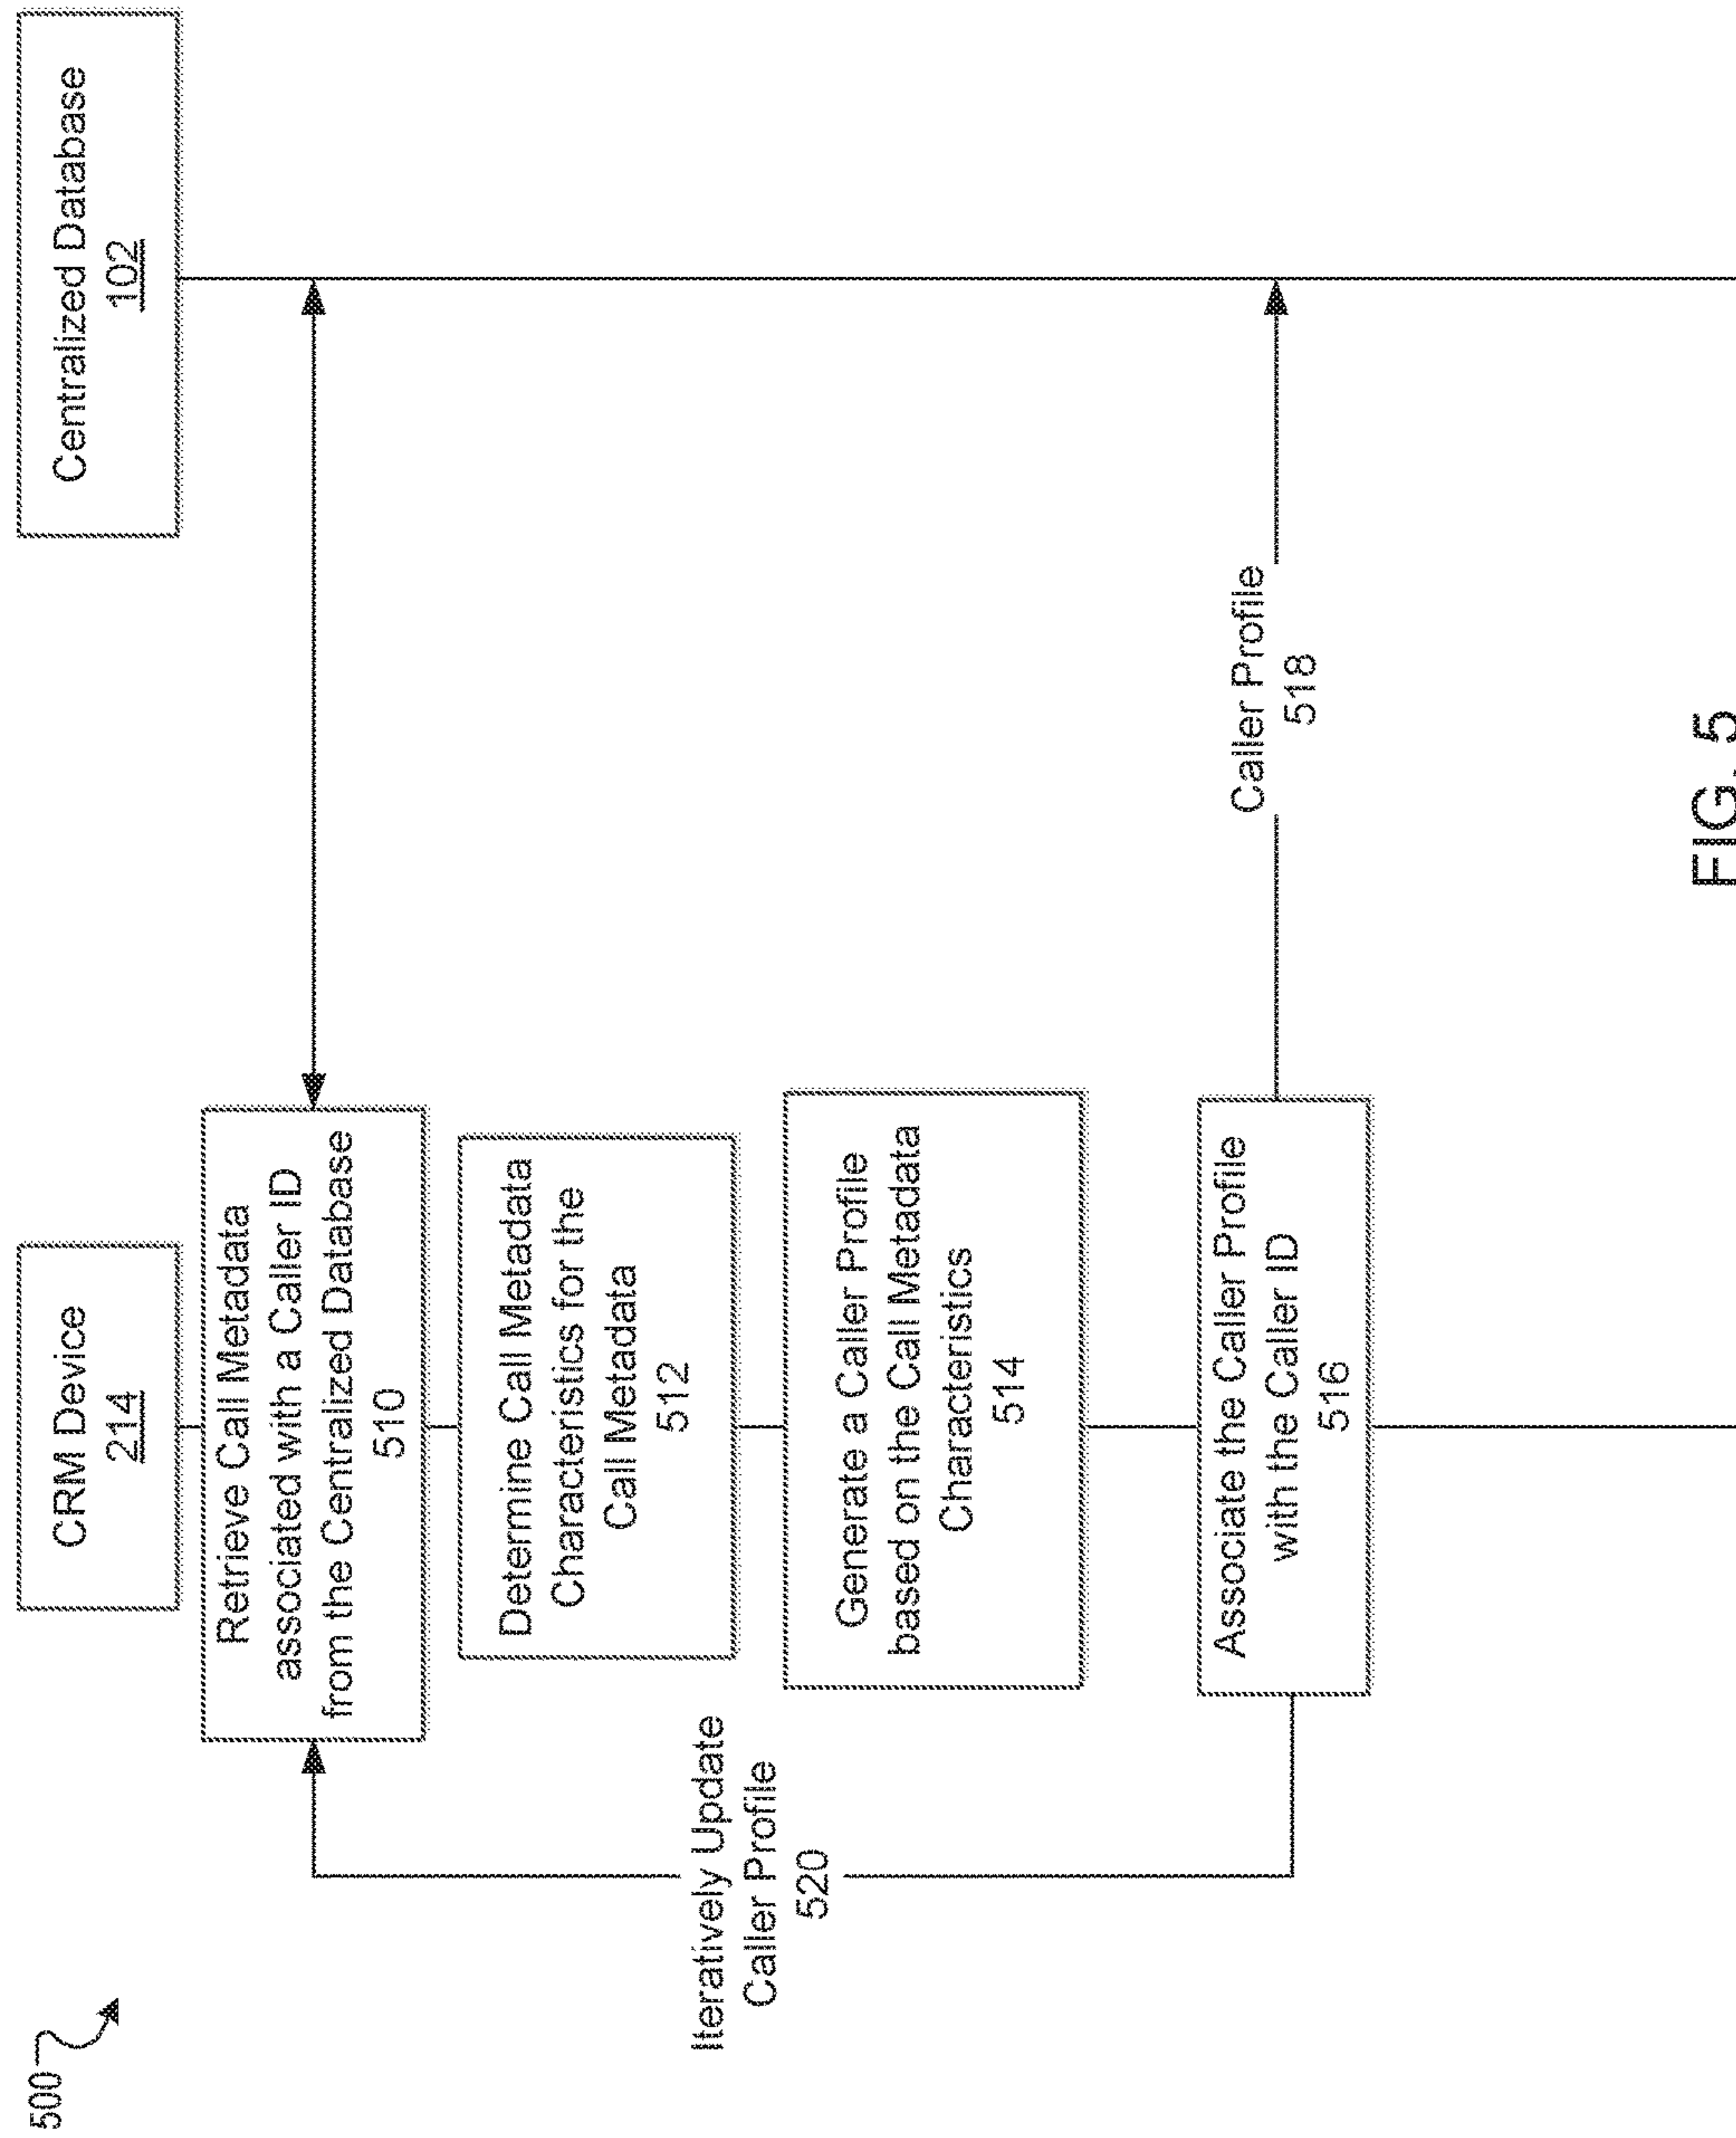 500
CRM Device
214
Centralized Database
102
Retrieve Call Metadata
associated with a Caller ID
from the Centralized Database
510
Determine Call Metadata
Characteristics for the
Call Metadata
512
Iteratively Update
Caller Profile
520
Generate a Caller Profile
based on the Call Metadata
Characteristics
514
Associate the Caller Profile
with the Caller ID
516
Caller Profile
518
FIG. 5